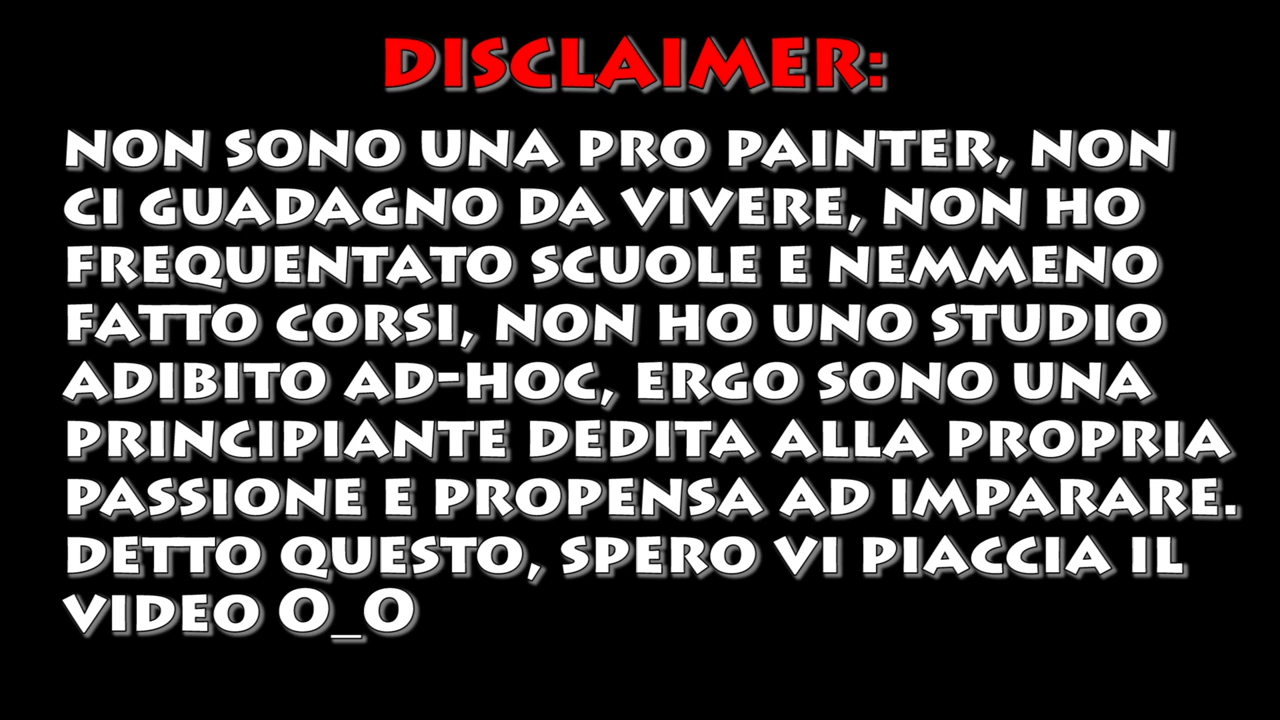 DISCLAIMER:
NON SONO UNA PRO PAINTER, NON
CI GUADAGNO DA VIVERE, NON HO
FREQUENTATO SCUOLE E NEMMENO
FATTO CORSI, NON HO UNO STUDIO
ADIBITO AD-HOC, ERGO SONO UNA
PRINCIPIANTE DEDITA ALLA PROPRIA
PASSIONE E PROPENSA AD IMPARARE.
DETTO QUESTO, SPERO VI PIACCIA IL
VIDEO O_O